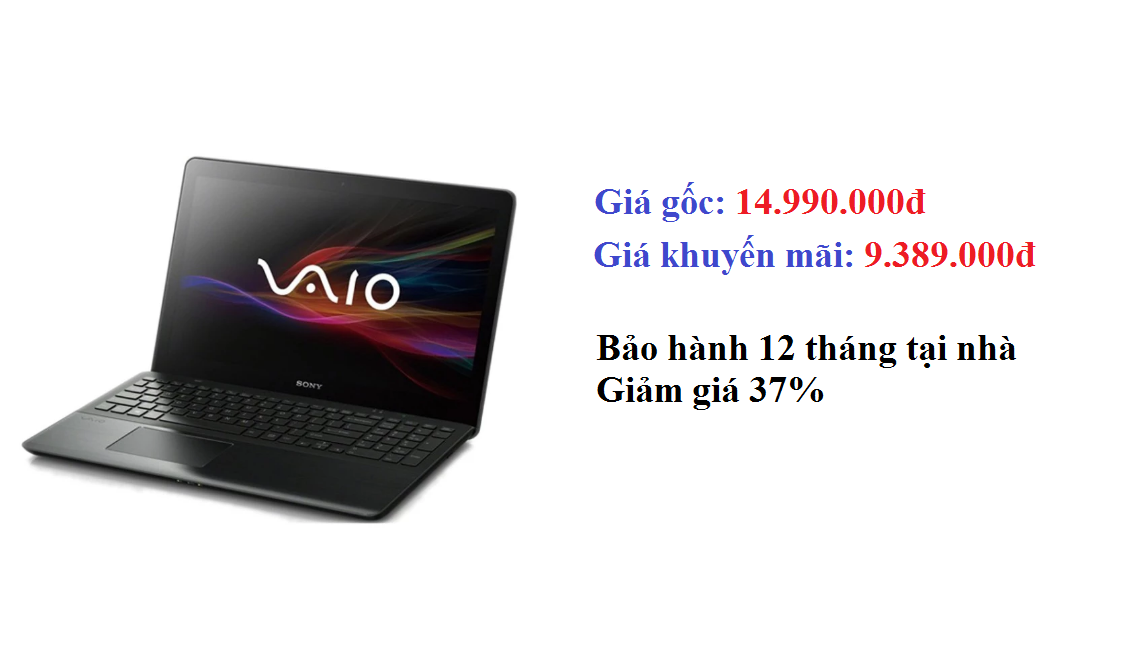 Giá gốc: 14.990.000đ
Giá khuyến mãi: 9.389.000đ
VAIO
SONY
Bảo hành 12 tháng tại nhà
Giảm giá 37%